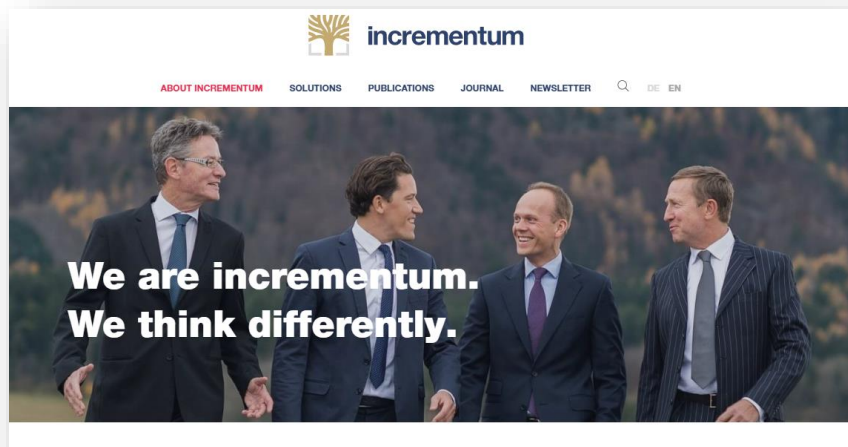 incrementum
ABOUT INCREMENTUM SOLUTIONS PUBLICATIONS JOURNAL NEWSLETTER DE EN
We are incrementum.
We think differently.